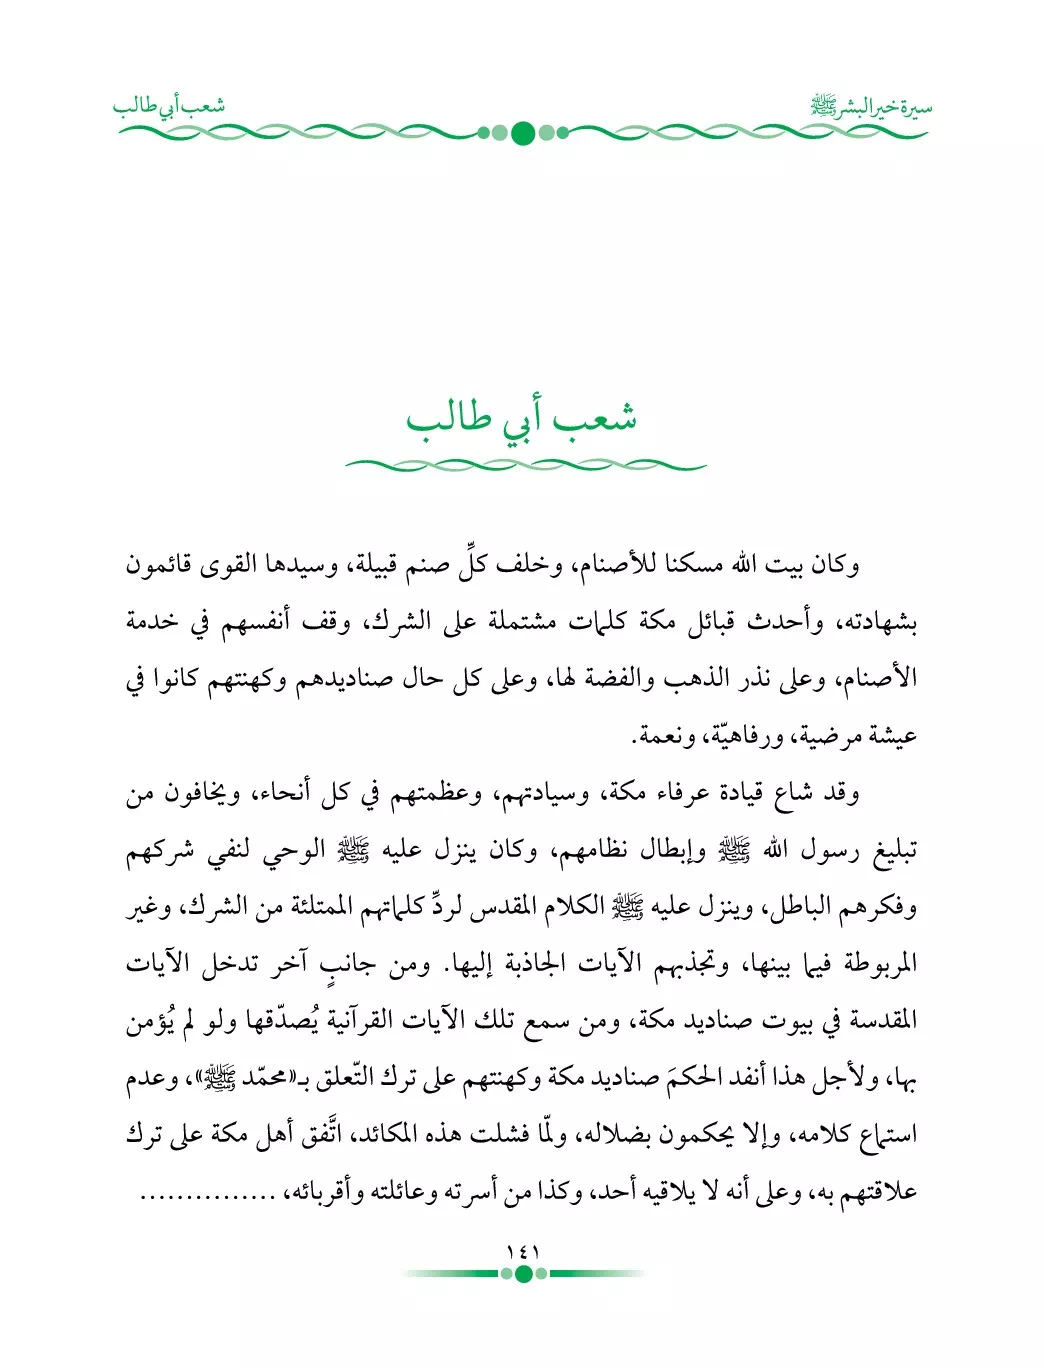 سيرة خير البشر ﷺ
شعب أبي طالب
شعب أبي طالب
وكان بيت الله مسكنا للأصنام، وخلف كلِّ صنم قبيلة، وسيدها القوى قائمون
بشهادته، وأحدث قبائل مكة كلمات مشتملة على الشرك، وقف أنفسهم في خدمة
الأصنام، وعلى نذر الذهب والفضة لها، وعلى كل حال صناديدهم وكهنتهم كانوا في
عيشة مرضية، ورفاهيّة، ونعمة.
وقد شاع قيادة عرفاء مكة، وسيادتهم، وعظمتهم في كل أنحاء، ويخافون من
تبليغ رسول الله ﷺ وإبطال نظامهم، وكان ينزل عليه ﷺ الوحي لنفي شركهم
وفكرهم الباطل، وينزل عليه ﷺ الكلام المقدس لردِّ كلماتهم الممتلئة من الشرك، وغير
المربوطة فيما بينها، وتجذبهم الآيات الجاذبة إليها. ومن جانبٍ آخر تدخل الآيات
المقدسة في بيوت صناديد مكة، ومن سمع تلك الآيات القرآنية يُصدّقها ولو لم يُؤمن
بها، ولأجل هذا أنفد الحكمَ صناديد مكة وكهنتهم على ترك التّعلق بـ«محمّد ﷺ»، وعدم
استماع كلامه، وإلا يحكمون بضلاله، ولمّا فشلت هذه المكائد، اتَّفق أهل مكة على ترك
علاقتهم به، وعلى أنه لا يلاقيه أحد، وكذا من أسرته وعائلته وأقربائه، ...............
١٤١